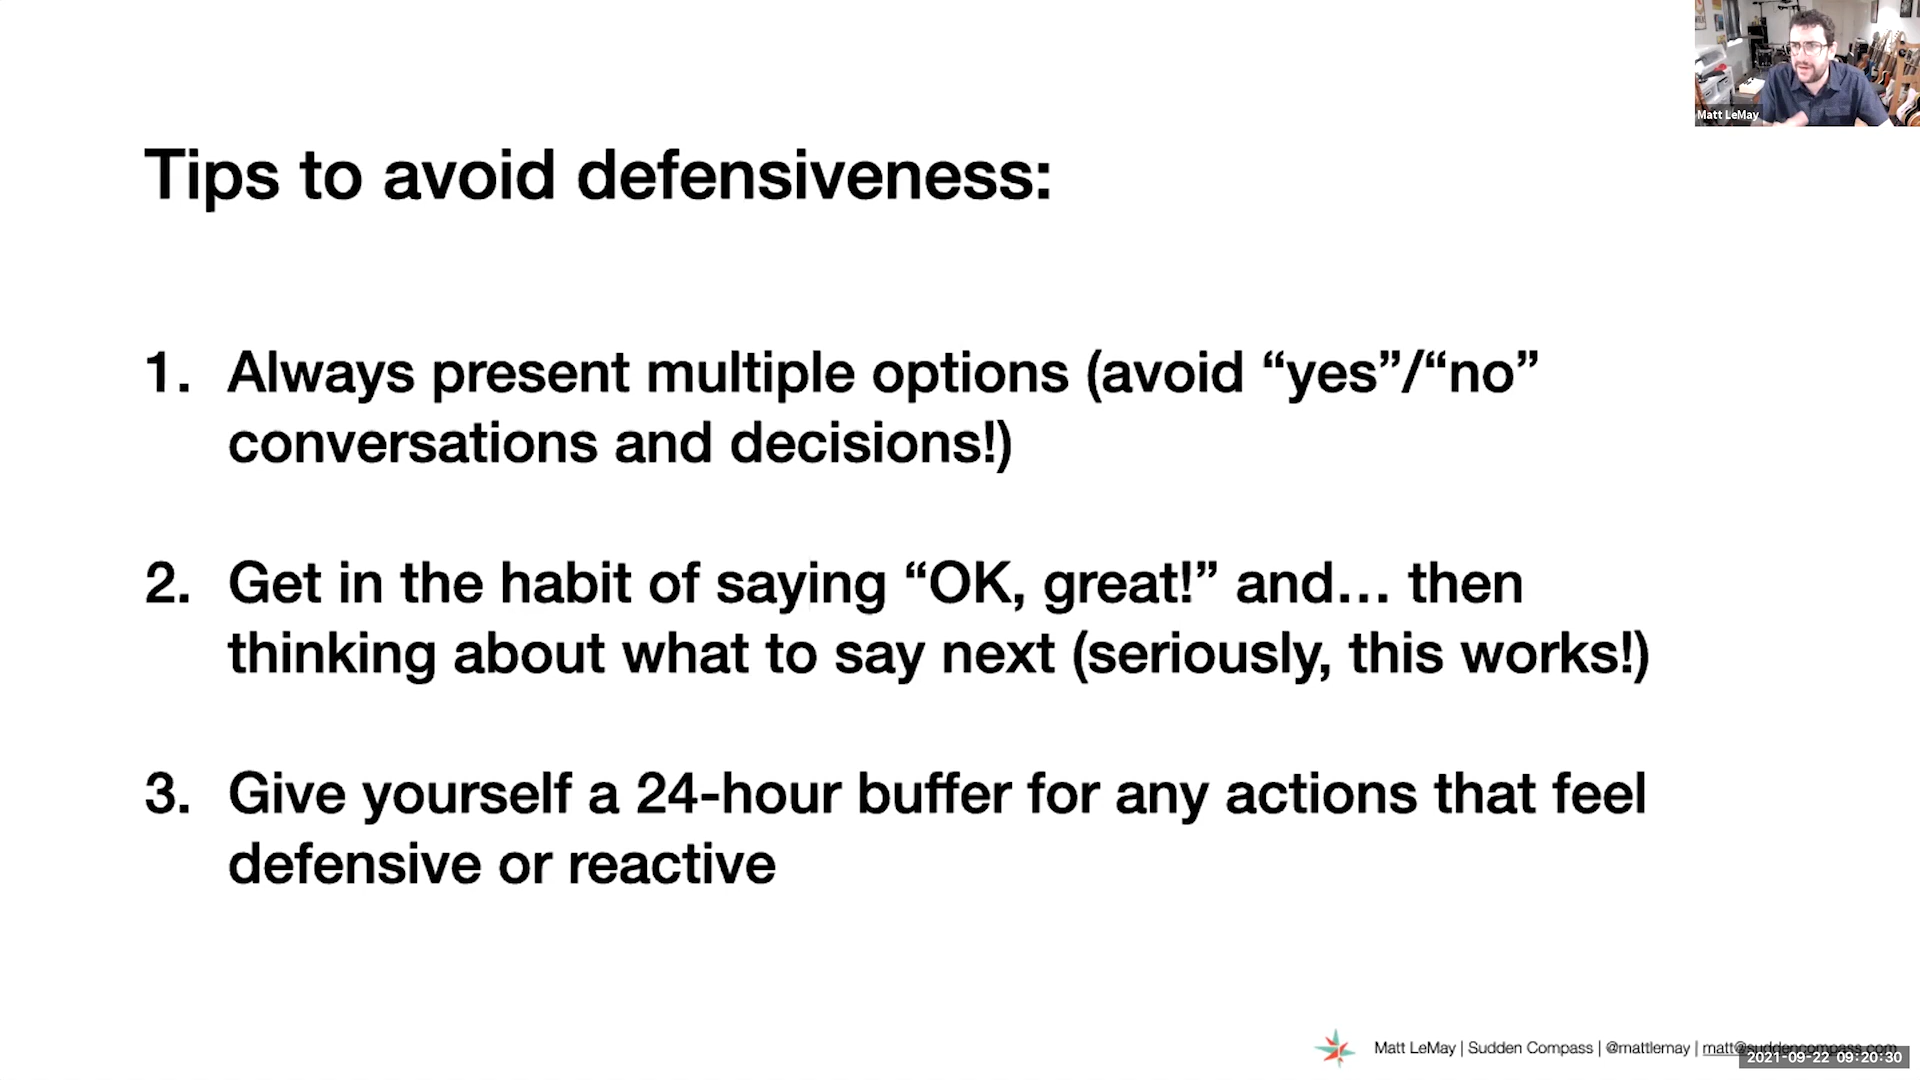 Matt LeMay
Tips to avoid defensiveness:
1. Always present multiple options (avoid “yes”/“no”
conversations and decisions!)
2. Get in the habit of saying “OK, great!” and… then
thinking about what to say next (seriously, this works!)
3. Give yourself a 24-hour buffer for any actions that feel
defensive or reactive
Matt LeMay | Sudden Compass | @mattlemay | matt@suddencompass.com
2021-09-22 09:20:30